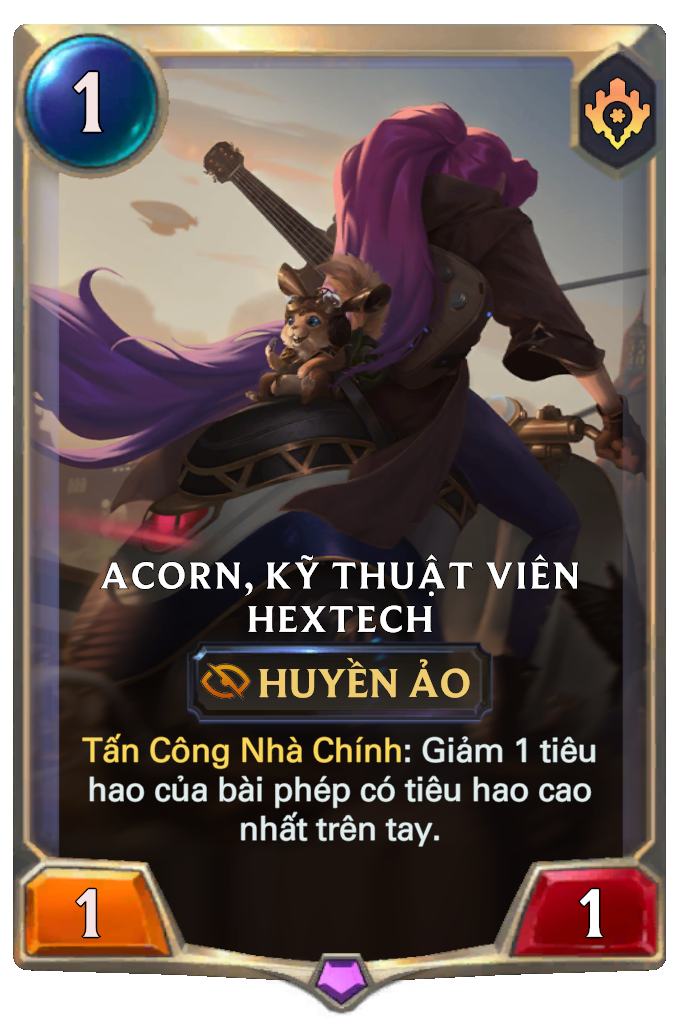 1
ACORN, KỸ THUẬT VIÊN
HEXTECH
HUYỀN ẢO
Tấn Công Nhà Chính: Giảm 1 tiêu
hao của bài phép có tiêu hao cao
nhất trên tay.
1
1